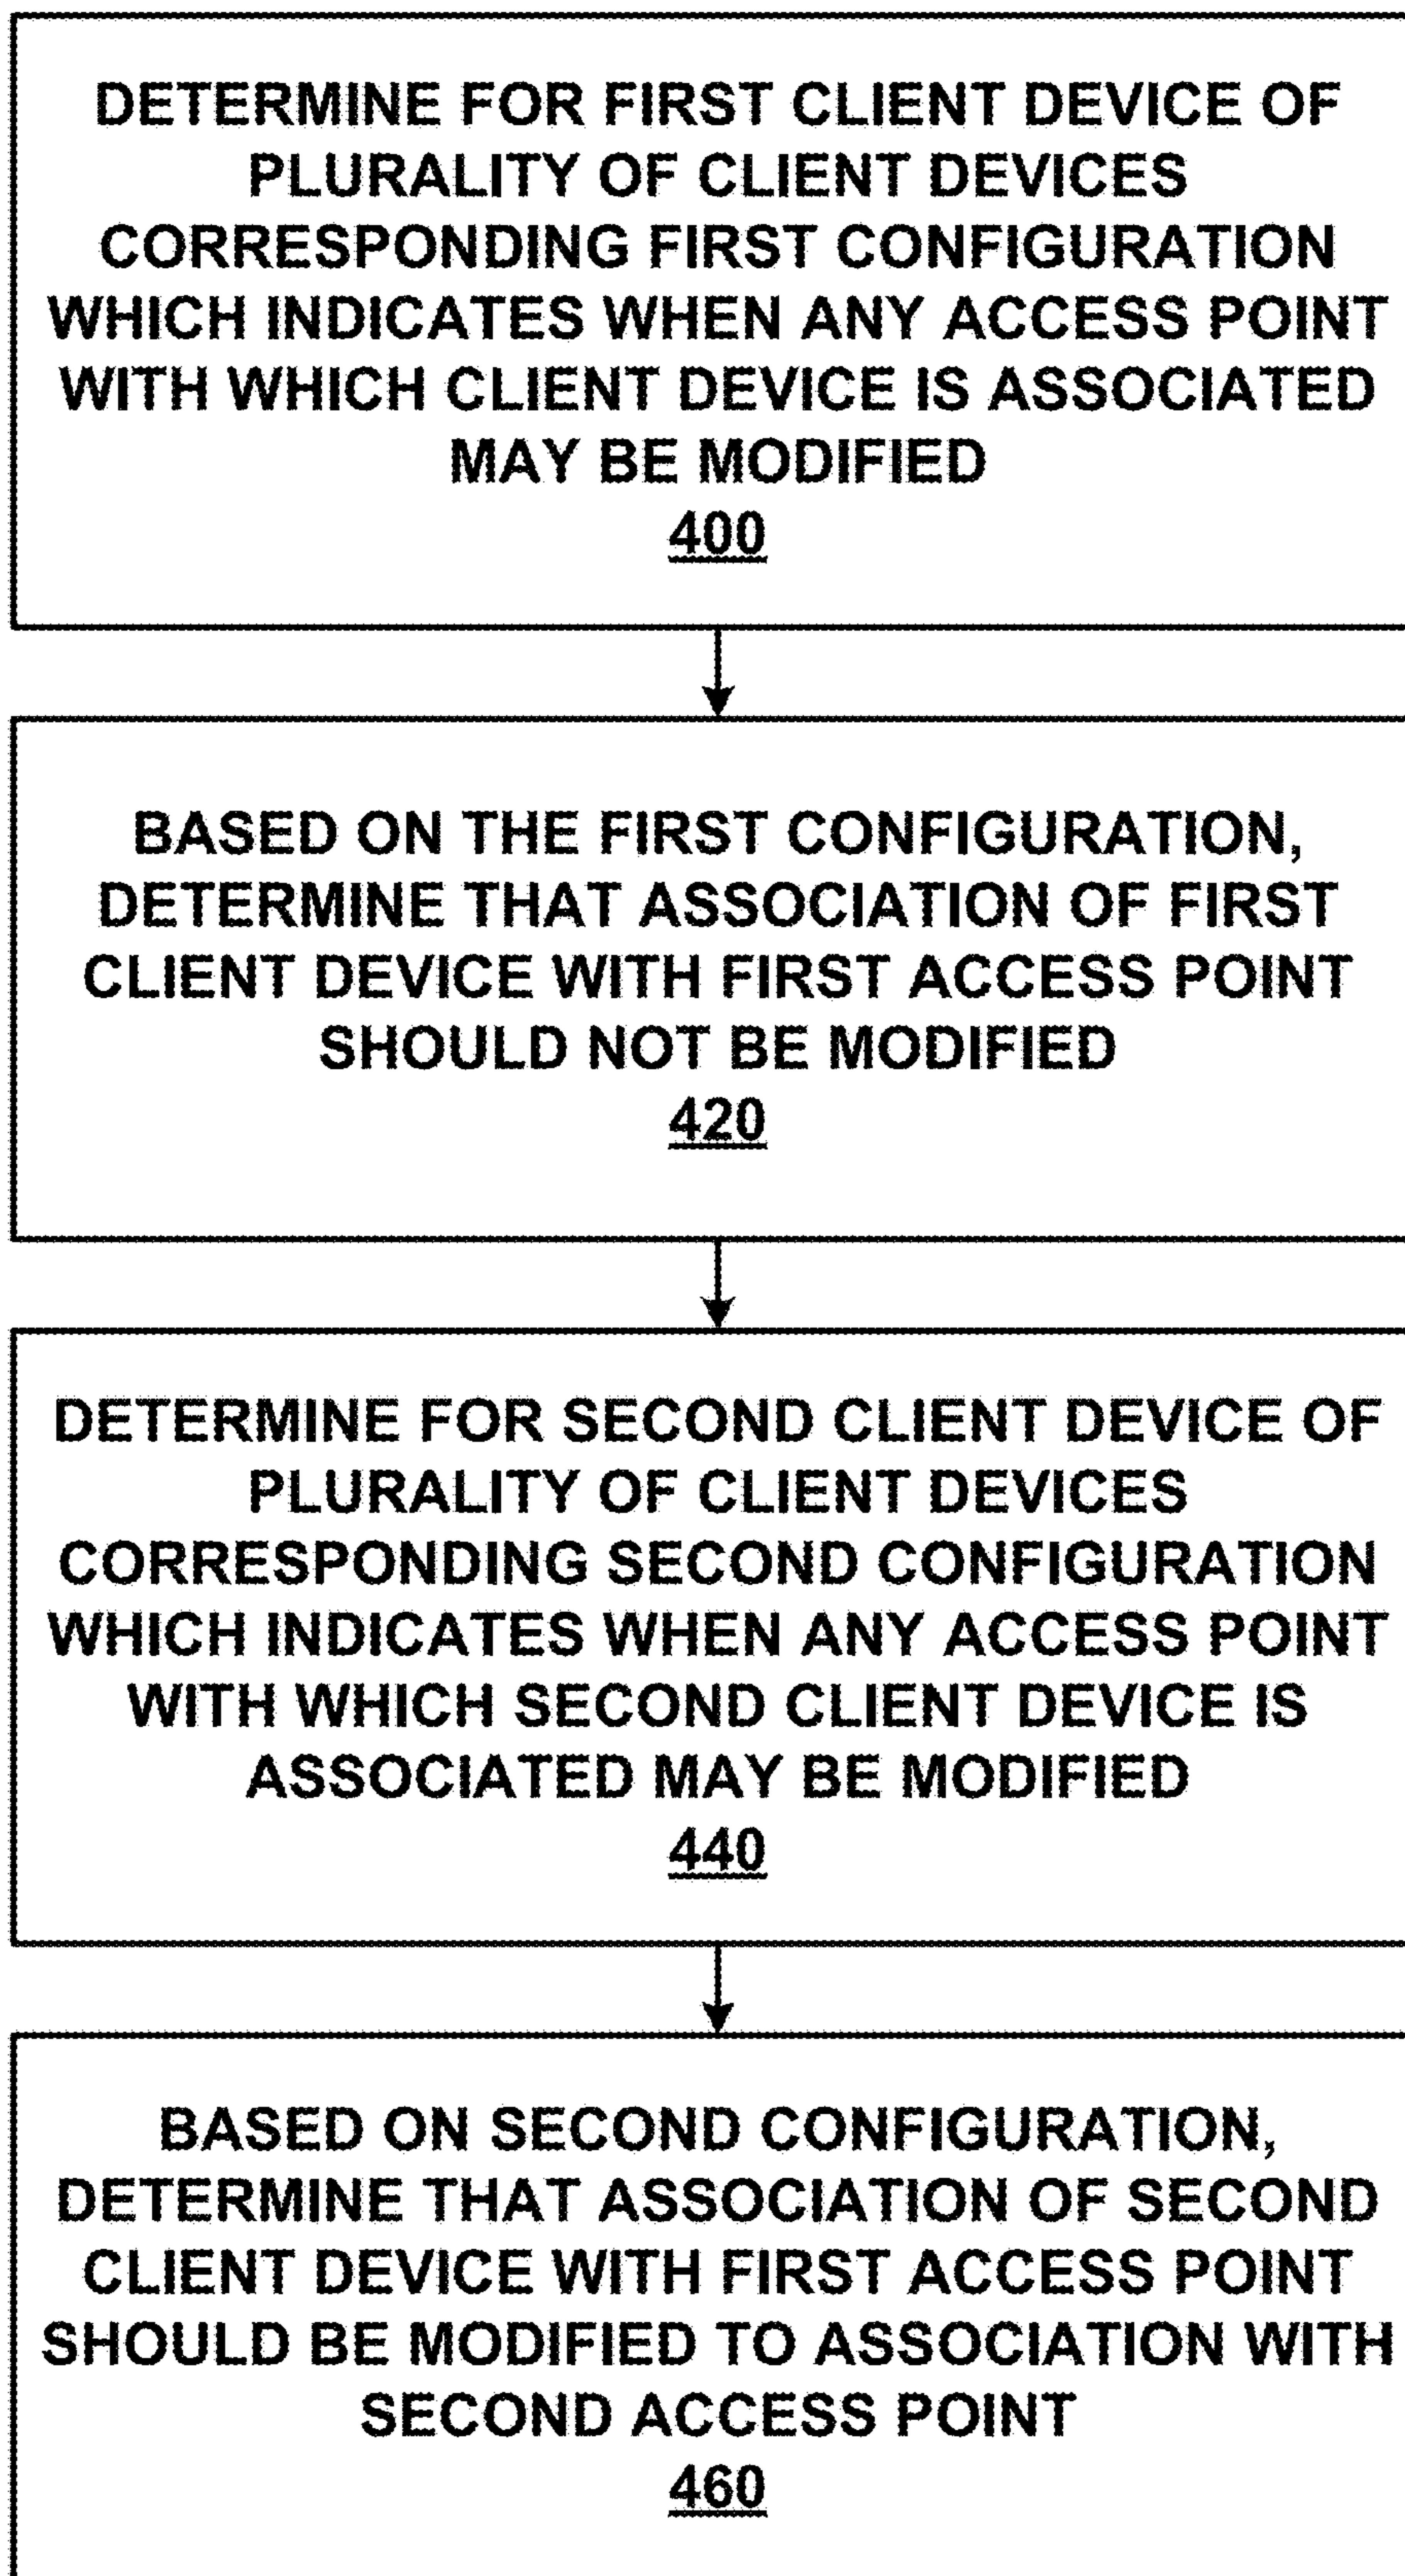 DETERMINE FOR FIRST CLIENT DEVICE OF
PLURALITY OF CLIENT DEVICES
CORRESPONDING FIRST CONFIGURATION
WHICH INDICATES WHEN ANY ACCESS POINT
WITH WHICH CLIENT DEVICE IS ASSOCIATED
MAY BE MODIFIED
400
BASED ON THE FIRST CONFIGURATION,
DETERMINE THAT ASSOCIATION OF FIRST
CLIENT DEVICE WITH FIRST ACCESS POINT
SHOULD NOT BE MODIFIED
420
DETERMINE FOR SECOND CLIENT DEVICE OF
PLURALITY OF CLIENT DEVICES
CORRESPONDING SECOND CONFIGURATION
WHICH INDICATES WHEN ANY ACCESS POINT
WITH WHICH SECOND CLIENT DEVICE IS
ASSOCIATED MAY BE MODIFIED
440
BASED ON SECOND CONFIGURATION,
DETERMINE THAT ASSOCIATION OF SECOND
CLIENT DEVICE WITH FIRST ACCESS POINT
SHOULD BE MODIFIED TO ASSOCIATION WITH
SECOND ACCESS POINT
460